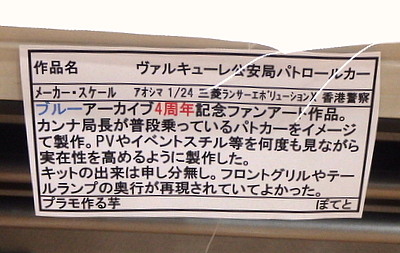 作品名 ヴァルキューレ公安局パトロールカー
メーカー・スケール アオシマ 1/24 三菱ランサーエボリューションX 香港警察
ブルーアーカイブ4周年記念ファンアート作品。
カンナ局長が普段乗っているパトカーをイメージ
して製作。PVやイベントスチル等を何度も見ながら
実在性を高めるように製作した。
キットの出来は申し分無し。フロントグリルやテー
ルランプの奥行が再現されていてよかった。
プラモ作る芋 ぽてと